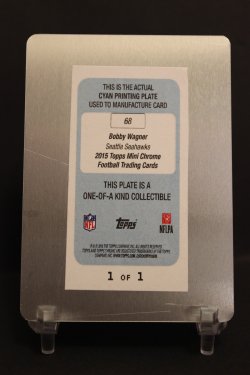 THIS IS THE ACTUAL
CYAN PRINTING PLATE
USED TO MANUFACTURE CARD
68
Bobby Wagner
Seattle Seahawks
2015 Topps Mini Chrome
Football Trading Cards
THIS PLATE IS A
ONE-OF-A KIND COLLECTIBLE
NFL
Topps
NFLPA
1 OF 1